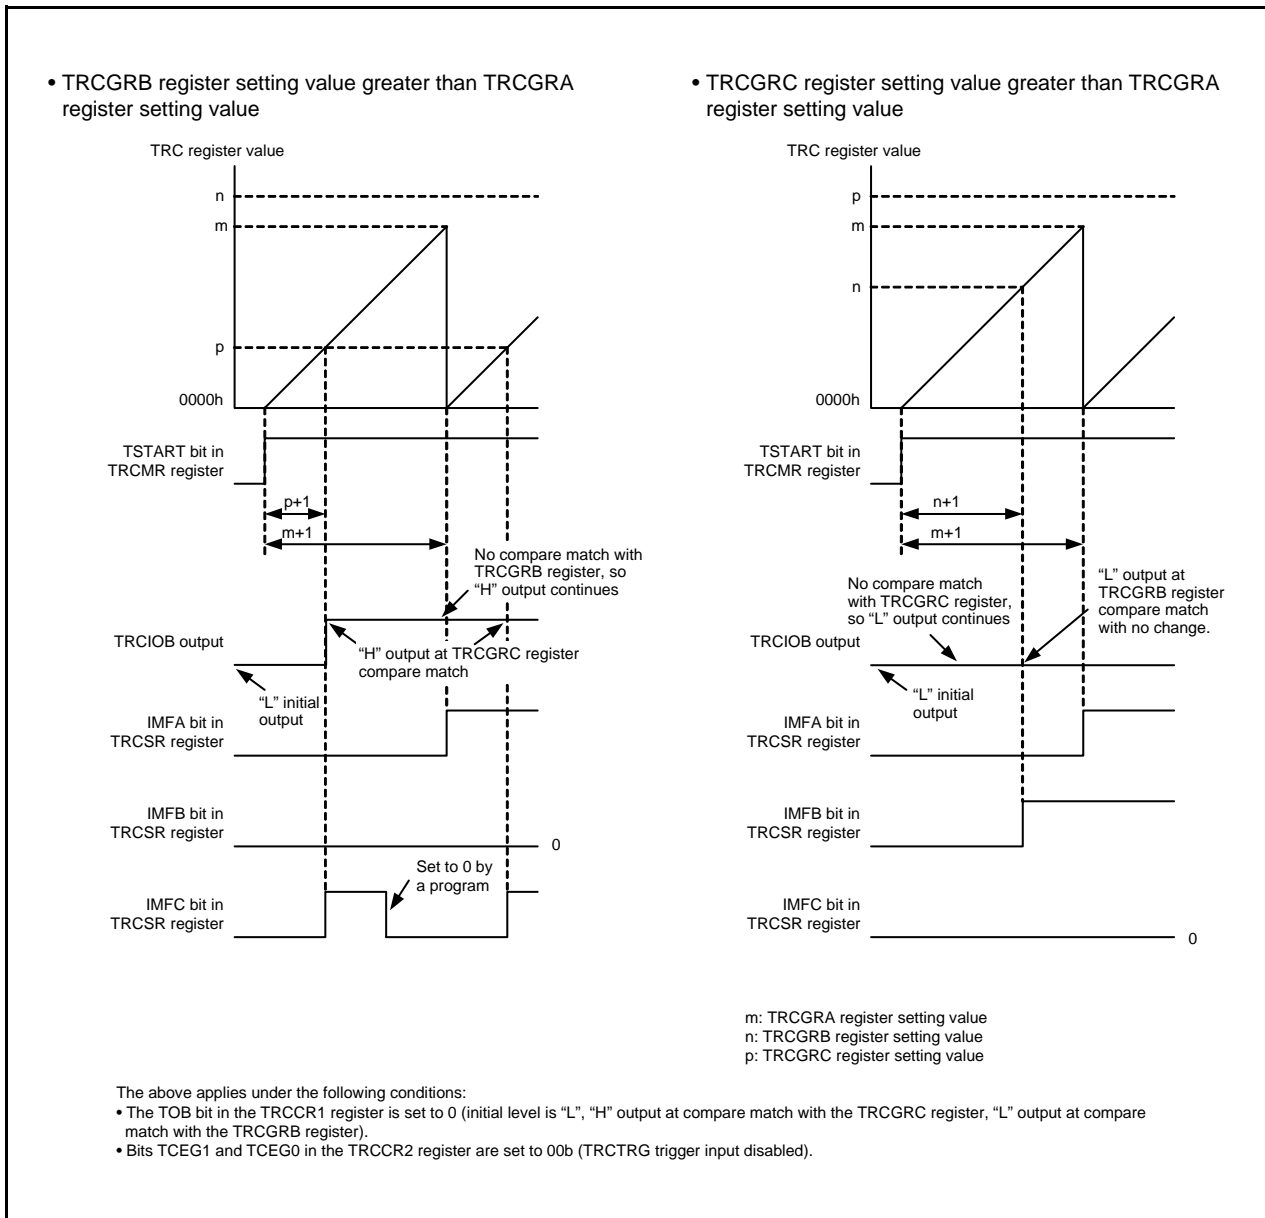 • TRCGRB register setting value greater than TRCGRA
register setting value
TRC register value
n
m
p
0000h
TSTART bit in
TRCMR register
p+1
m+1
No compare match with
TRCGRB register, so
“H” output continues
TRCIOB output
“H” output at TRCGRC register
compare match
“L” initial
output
IMFA bit in
TRCSR register
IMFB bit in
TRCSR register
0
Set to 0 by
a program
IMFC bit in
TRCSR register
• TRCGRC register setting value greater than TRCGRA
register setting value
TRC register value
p
m
n
0000h
TSTART bit in
TRCMR register
n+1
m+1
No compare match
with TRCGRC register,
so “L” output continues
“L” output at
TRCGRB register
compare match
with no change.
TRCIOB output
“L” initial
output
IMFA bit in
TRCSR register
IMFB bit in
TRCSR register
IMFC bit in
TRCSR register
0
m: TRCGRA register setting value
n: TRCGRB register setting value
p: TRCGRC register setting value
The above applies under the following conditions:
• The TOB bit in the TRCCR1 register is set to 0 (initial level is “L”, “H” output at compare match with the TRCGRC register, “L” output at compare
match with the TRCGRB register).
• Bits TCEG1 and TCEG0 in the TRCCR2 register are set to 00b (TRCTRG trigger input disabled).